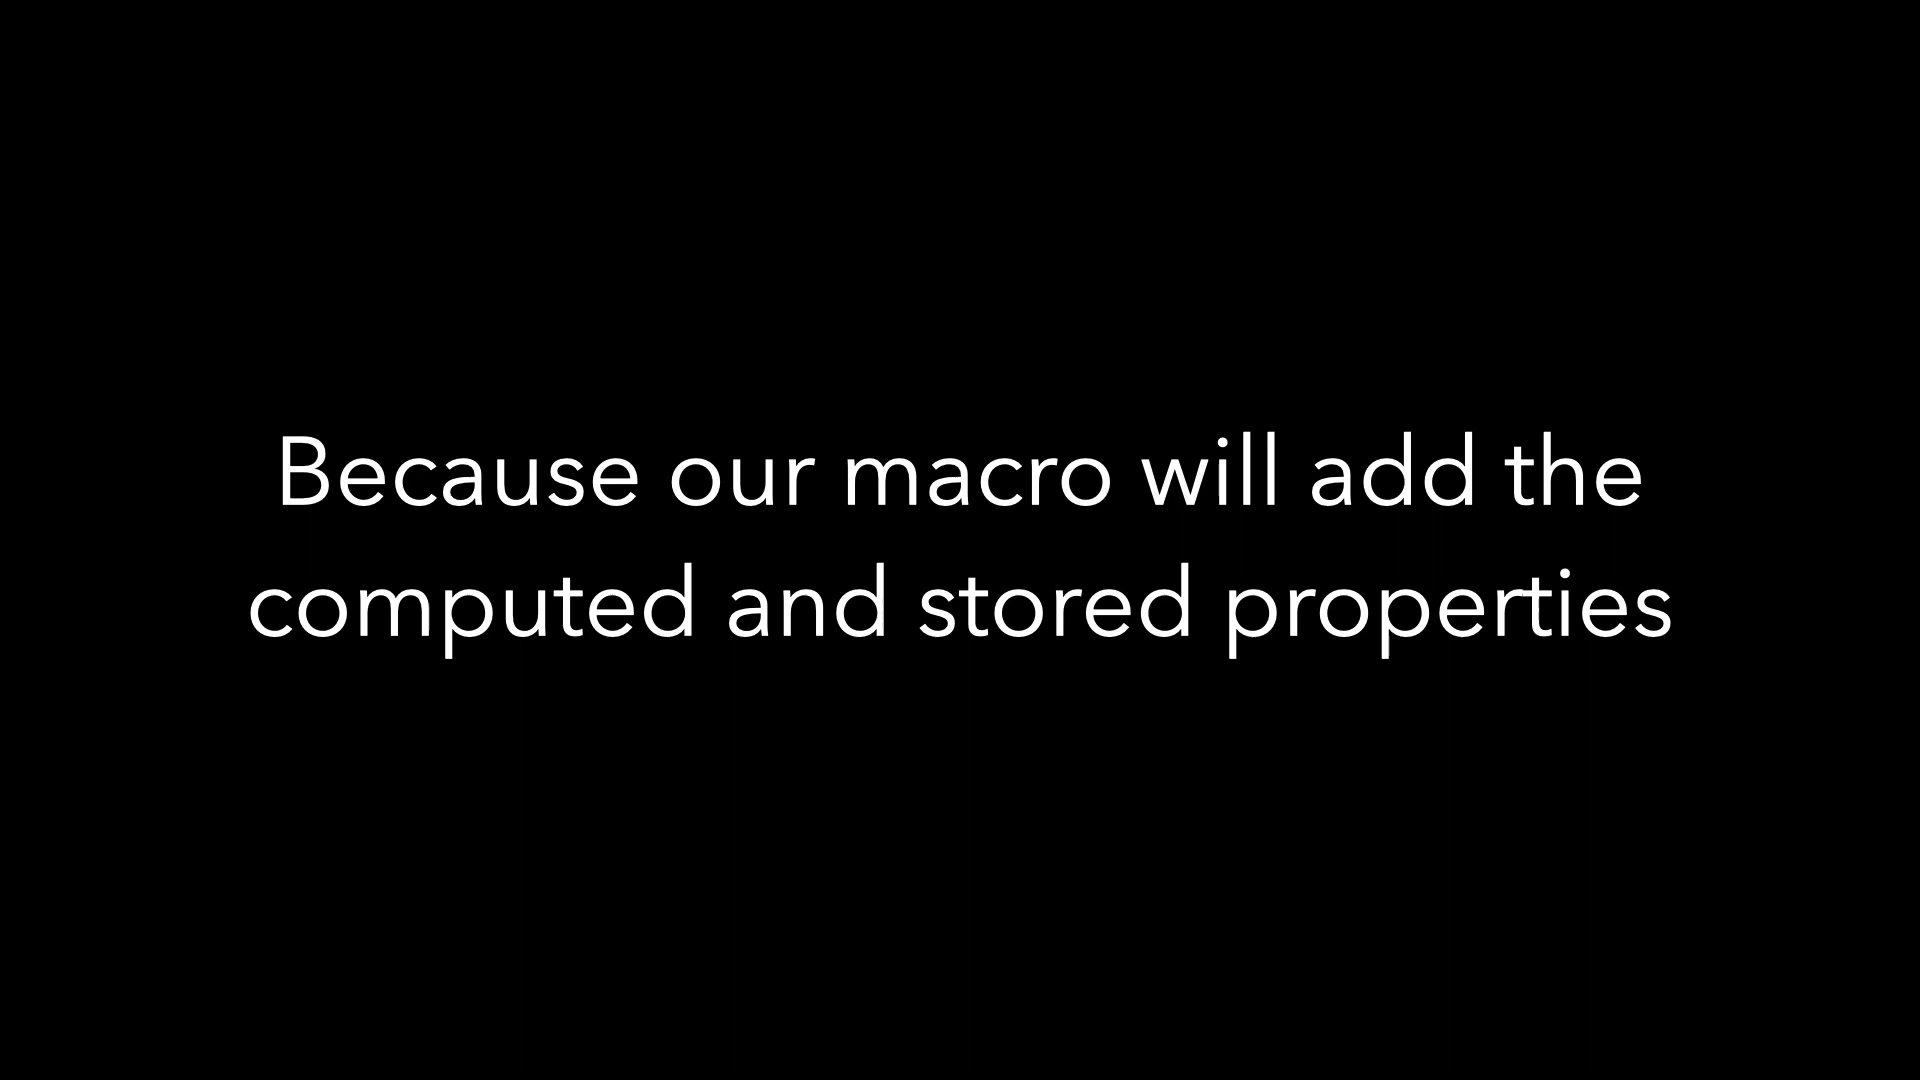 Because our macro will add the
computed and stored properties